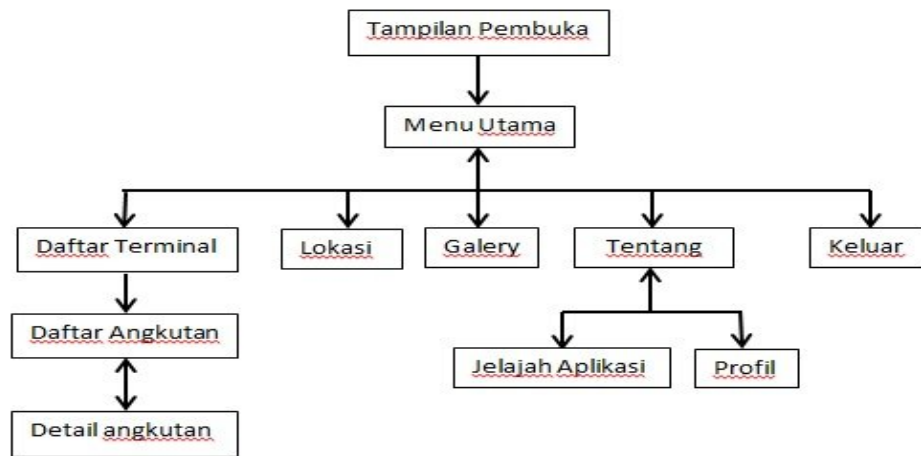 Tampilan Pembuka
Menu Utama
Daftar Terminal
Lokasi
Galery
Tentang
Keluar
Daftar Angkutan
Jelajah Aplikasi
Profil
Detail angkutan